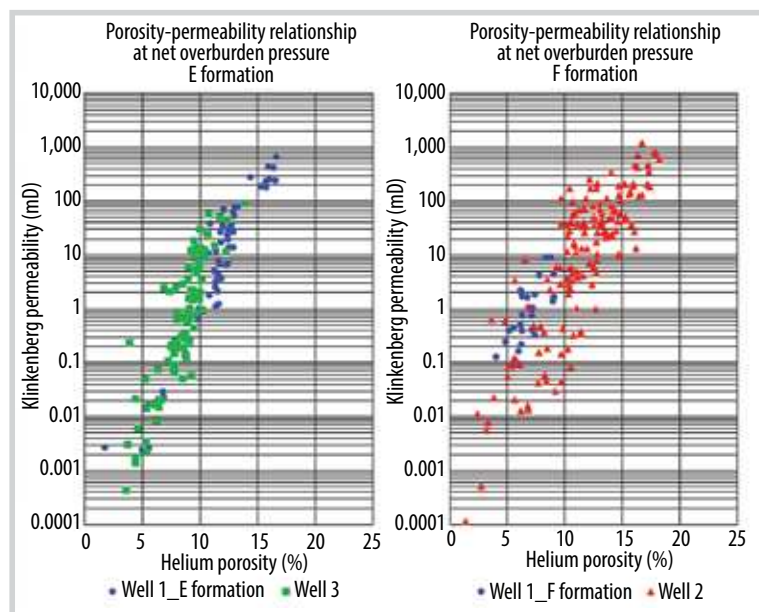 Porosity-permeability relationship
at net overburden pressure
E formation
Klinkenberg permeability (mD)
10,000
1,000
100
10
1
0.1
0.01
0.001
0.0001
0 5 10 15 20 25
Helium porosity (%)
Well 1_E formation Well 3
Porosity-permeability relationship
at net overburden pressure
F formation
Klinkenberg permeability (mD)
10,000
1,000
100
10
1
0.1
0.01
0.001
0.0001
0 5 10 15 20 25
Helium porosity (%)
Well 1_F formation Well 2